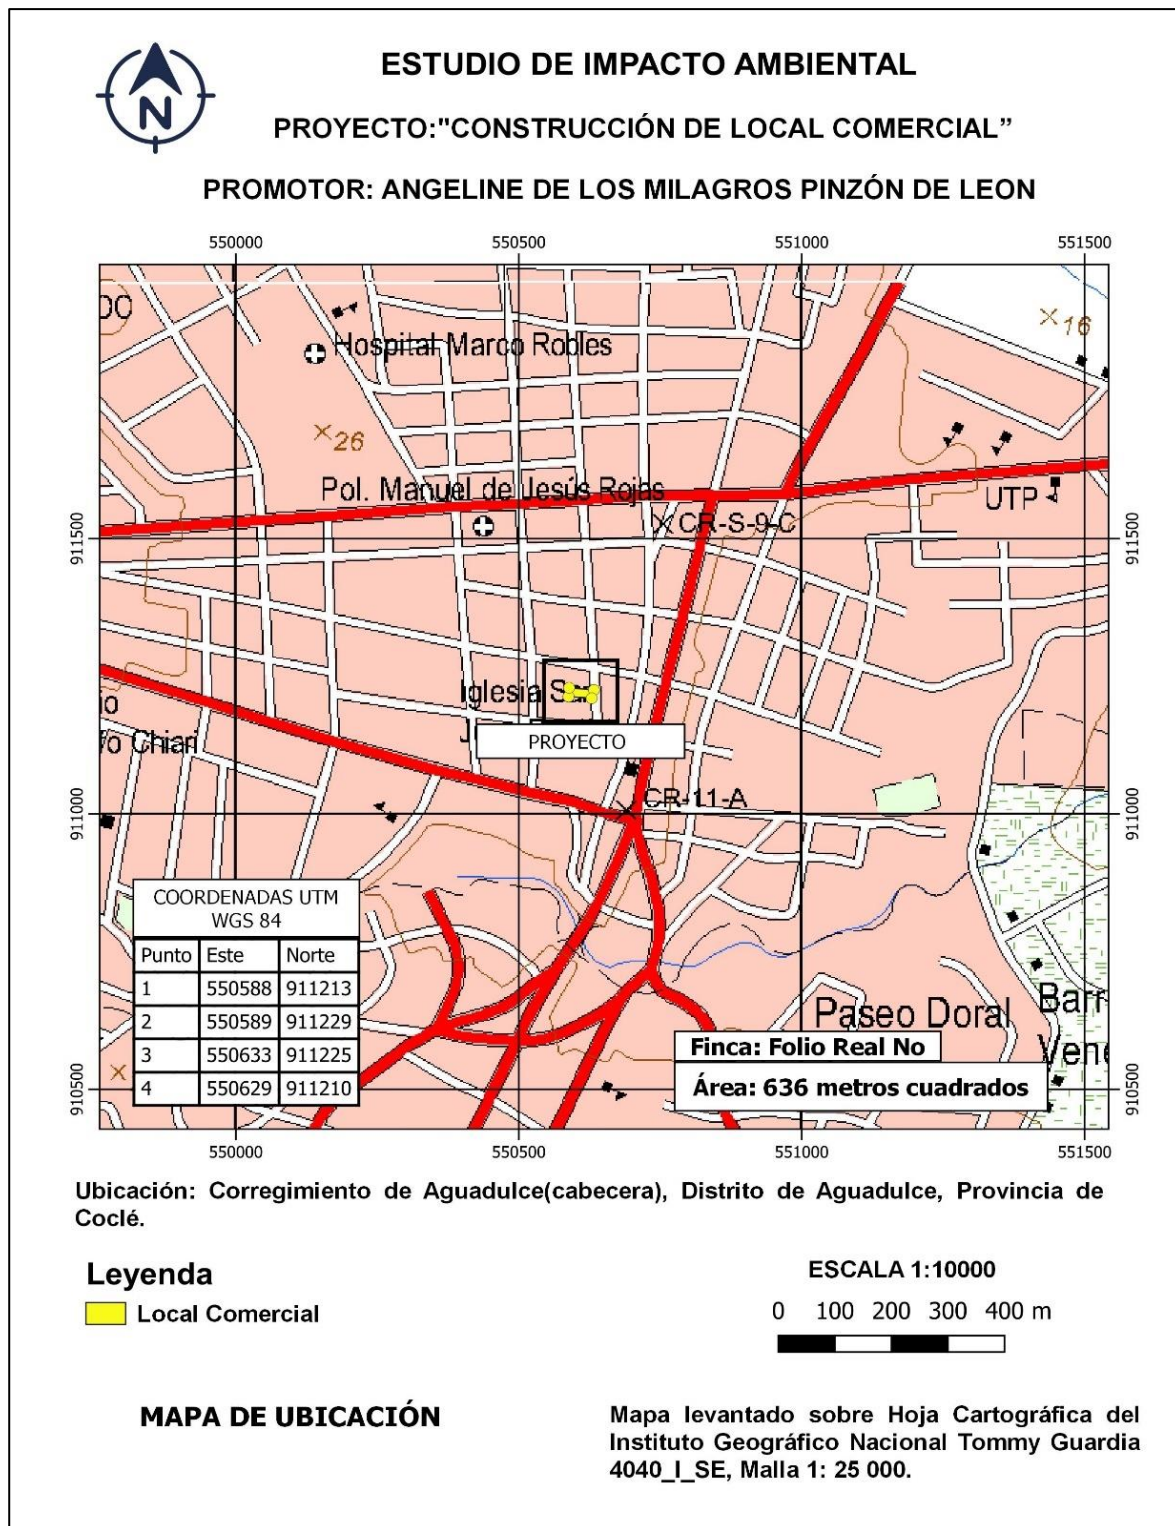 N
ESTUDIO DE IMPACTO AMBIENTAL
PROYECTO:"CONSTRUCCIÓN DE LOCAL COMERCIAL”
PROMOTOR: ANGELINE DE LOS MILAGROS PINZÓN DE LEON
550000 550500 551000 551500
16
Hospital Marco Robles
26
Pol. Manuel de Jesús Rojas
UTP
CR-S-9-C
911500 911500
Iglesia San
PROYECTO
Chiari
CR-11-A
911000 911000
COORDENADAS UTM
WGS 84
Punto Este Norte
1 550588 911213
2 550589 911229
3 550633 911225
4 550629 911210
Paseo Doral
Finca: Folio Real No
Área: 636 metros cuadrados
910500 910500
550000 550500 551000 551500
Ubicación: Corregimiento de Aguadulce(cabecera), Distrito de Aguadulce, Provincia de
Coclé.
Leyenda
Local Comercial
ESCALA 1:10000
0 100 200 300 400 m
MAPA DE UBICACIÓN
Mapa levantado sobre Hoja Cartográfica del
Instituto Geográfico Nacional Tommy Guardia
4040_I_SE, Malla 1: 25 000.